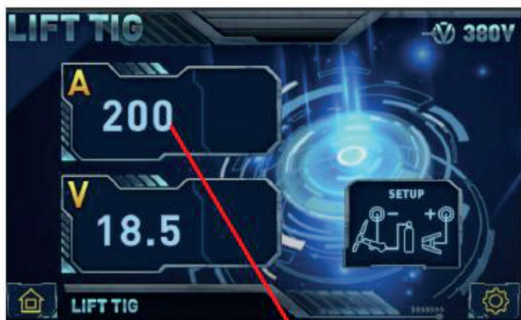 LIFT TIG
380V
A
200
V
18.5
SETUP
- +
LIFT TIG